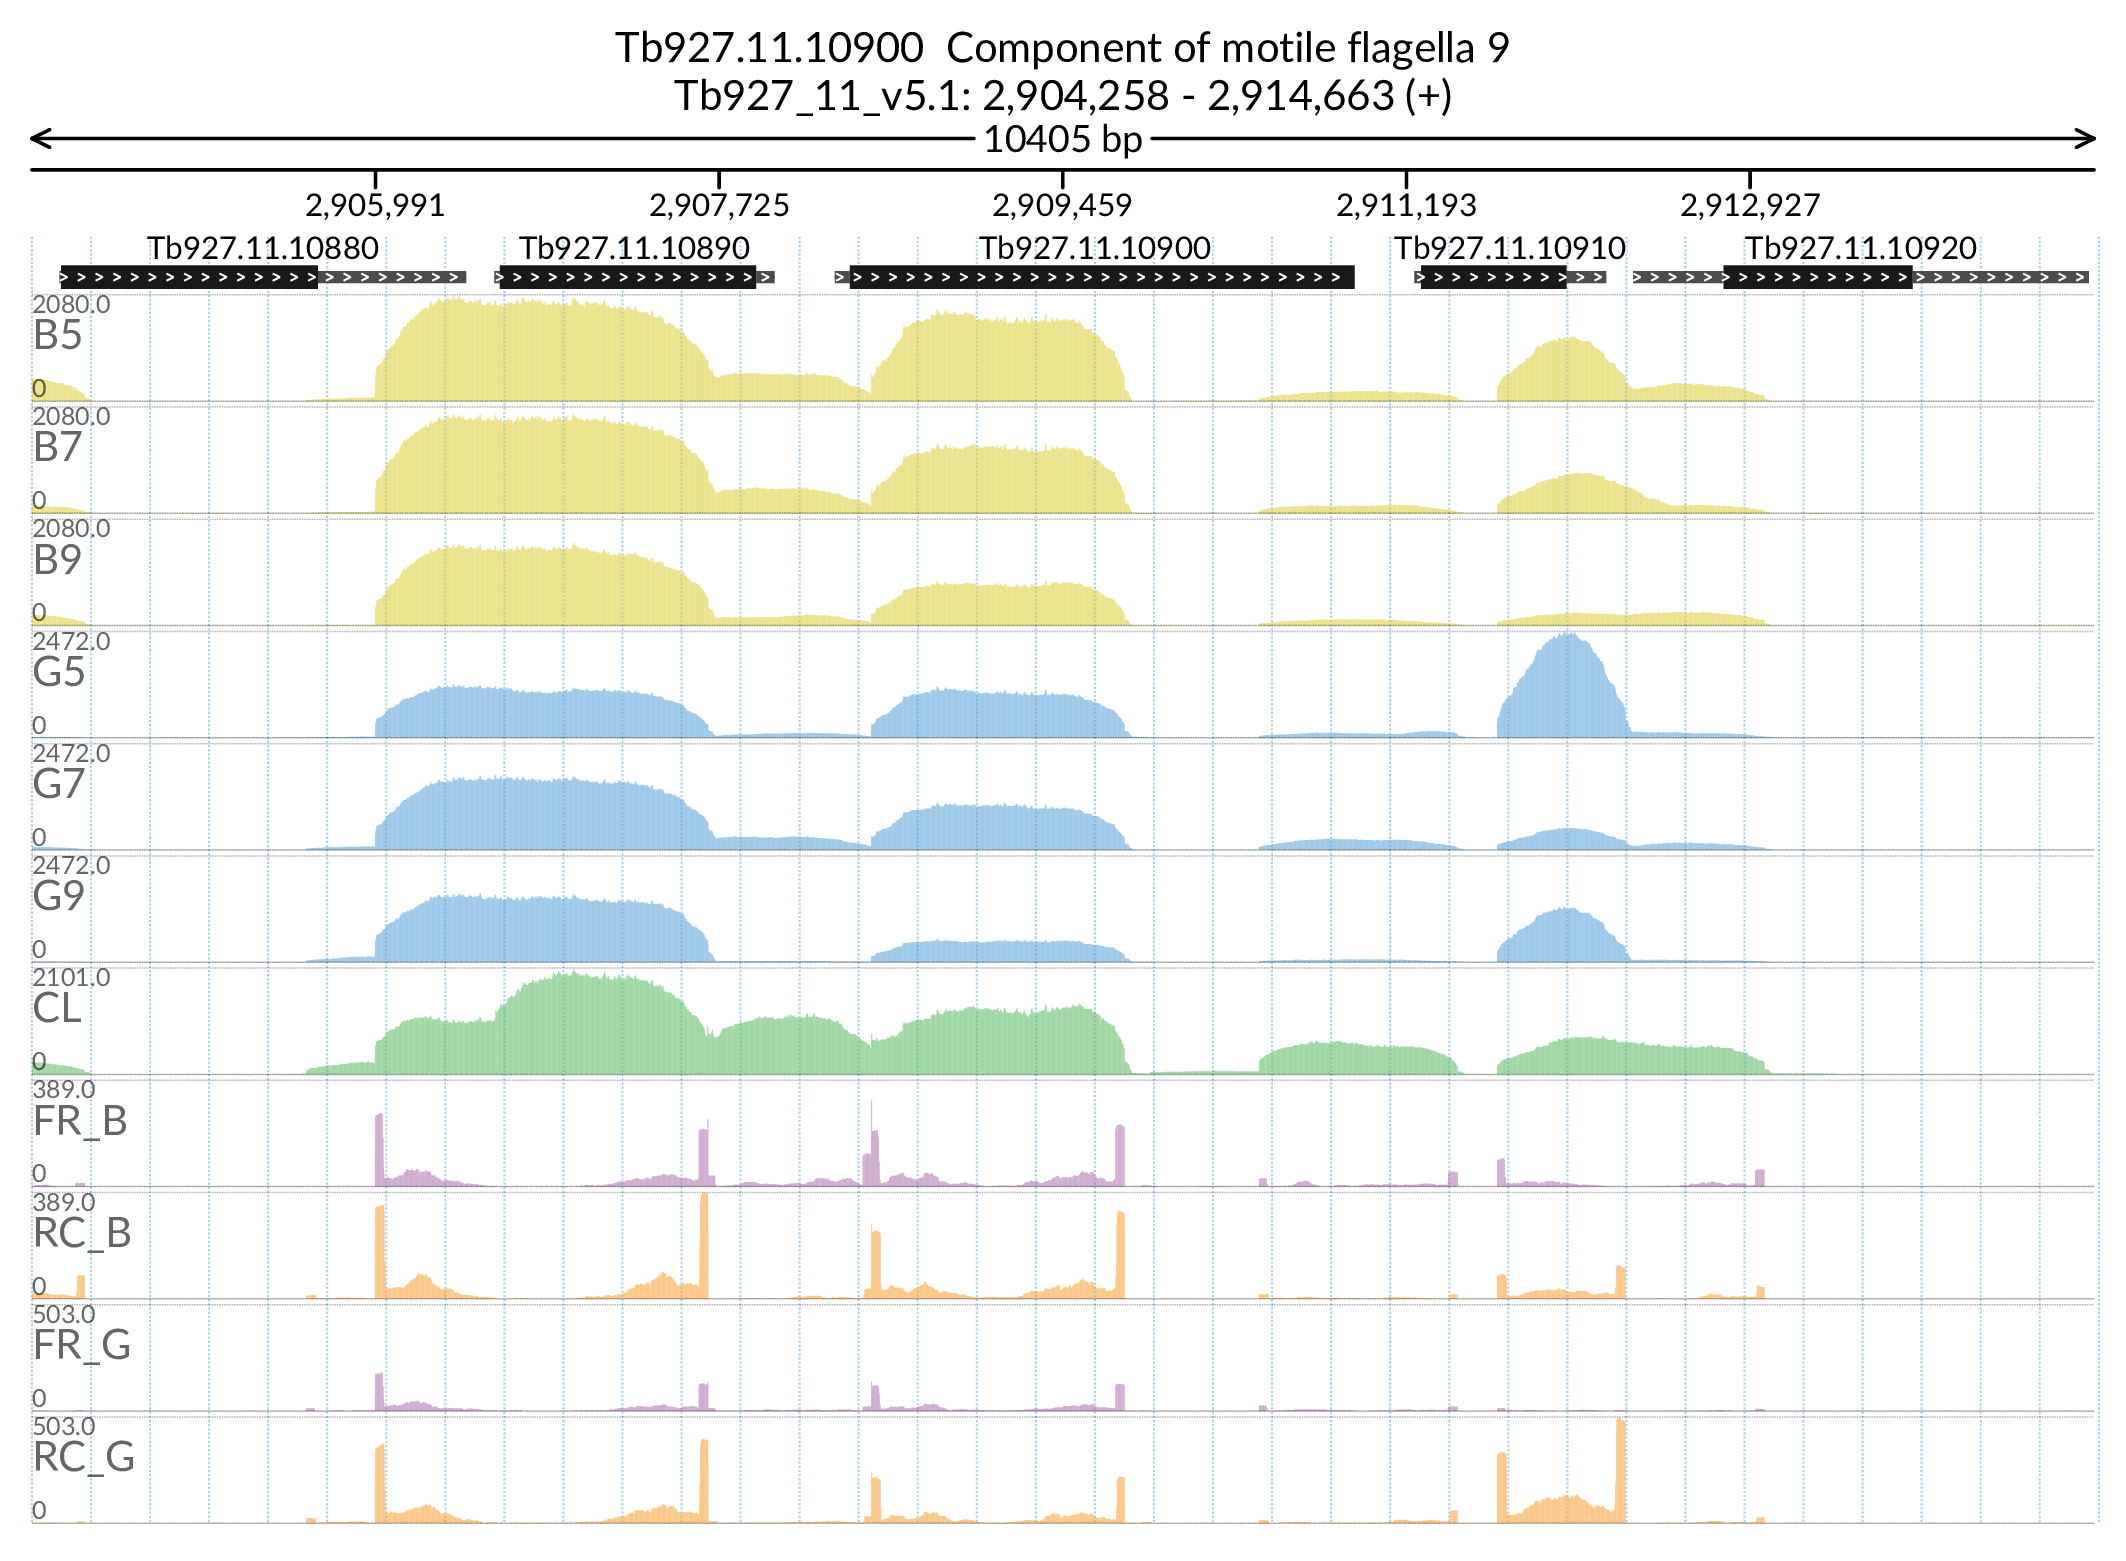 Tb927.11.10900  Component of motile flagella 9
Tb927_11_v5.1: 2,904,258 - 2,914,663 (+)
10405 bp
2,905,991 2,907,725 2,909,459 2,911,193 2,912,927
Tb927.11.10880 Tb927.11.10890 Tb927.11.10900 Tb927.11.10910 Tb927.11.10920
2080.0
B5
0
2080.0
B7
0
2080.0
B9
0
2472.0
G5
0
2472.0
G7
0
2472.0
G9
0
2101.0
CL
0
389.0
FR_B
0
389.0
RC_B
0
503.0
FR_G
0
503.0
RC_G
0